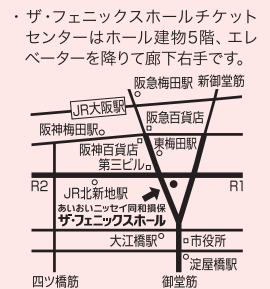 ・ザ・フェニックスホールチケット
センターはホール建物5階、エレ
ベーターを降りて廊下右手です。
阪急梅田駅
新御堂筋
JR大阪駅
阪急百貨店
阪神梅田駅
東梅田駅
阪神百貨店
第三ビル
R2
R1
JR北新地駅
あいおいニッセイ同和損保
ザ・フェニックスホール
大江橋駅
市役所
淀屋橋駅
四ツ橋筋
御堂筋